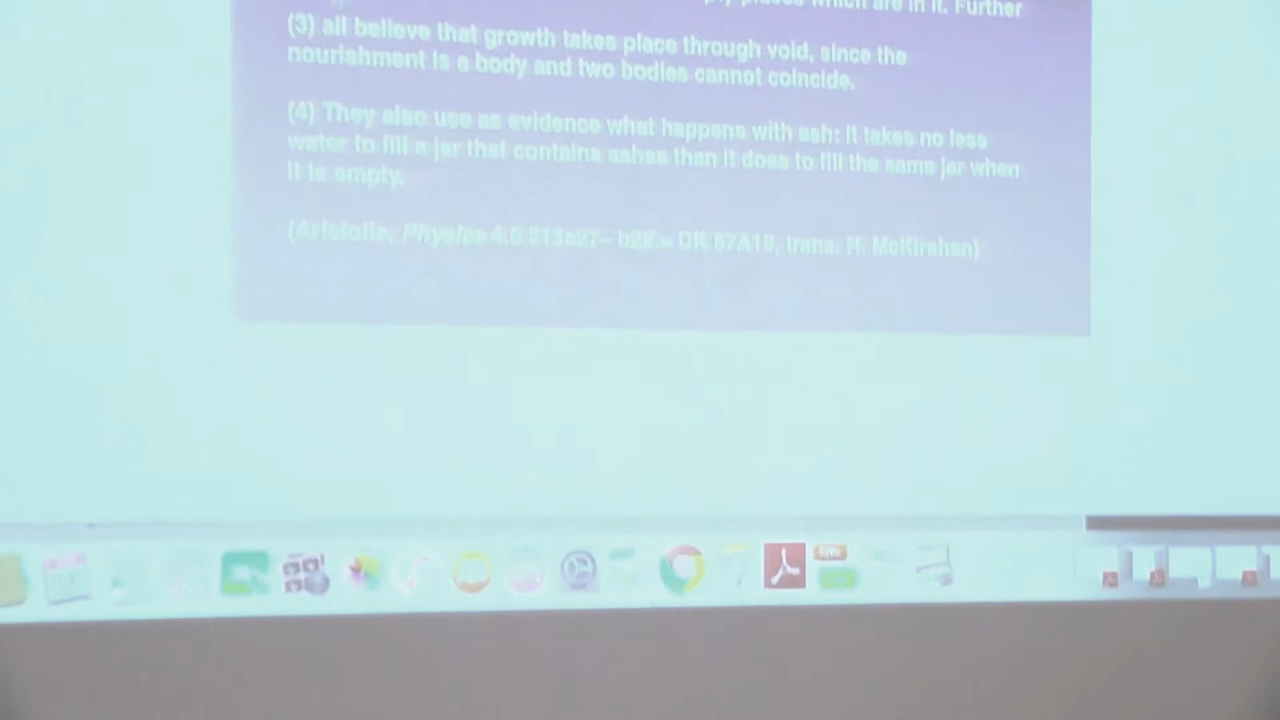 places which are in it. Further
(3) all believe that growth takes place through void, since the
nourishment is a body and two bodies cannot coincide.
(4) They also use as evidence what happens with ash: it takes no less
water to fill a jar that contains ashes than it does to fill the same jar when
it is empty.
(Aristotle, Physics 4.6 213a27– b22 = DK 67A19, trans. R. McKirahan)